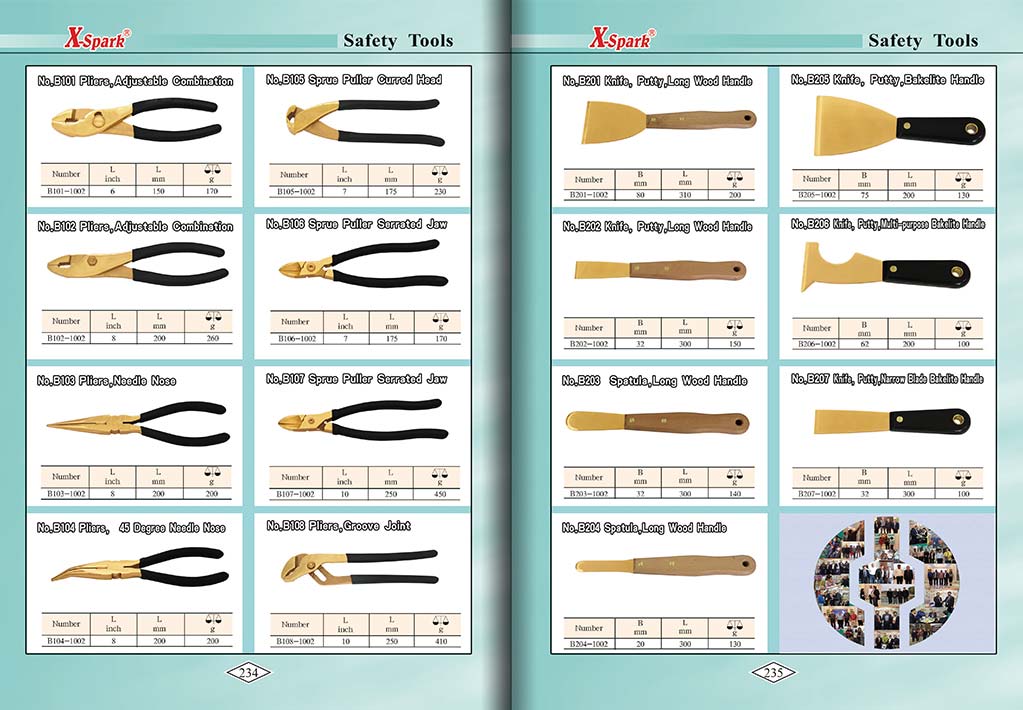 X-Spark®
Safety Tools
No,B101 Pliers,Adjustable Combination
Number L inch L mm g
B101-1002 6 150 170
No,B105 Sprue Puller Curred Head
Number L inch L mm g
B105-1002 7 175 230
No,B102 Pliers,Adjustable Combination
Number L inch L mm g
B102-1002 8 200 260
No,B106 Sprue Puller Serrated Jaw
Number L inch L mm g
B106-1002 7 175 170
No,B103 Pliers,Needle Nose
Number L inch L mm g
B103-1002 8 200 200
No,B107 Sprue Puller Serrated Jaw
Number L inch L mm g
B107-1002 10 250 450
No,B104 Pliers, 45 Degree Needle Nose
Number L inch L mm g
B104-1002 8 200 200
No,B108 Pliers,Groove Joint
Number L inch L mm g
B108-1002 10 250 410
234
X-Spark®
Safety Tools
No,B201 Knife, Putty,Long Wood Handle
Number B mm L mm g
B201-1002 80 310 200
No,B205 Knife, Putty,Bakelite Handle
Number B mm L mm g
B205-1002 75 200 130
No,B202 Knife, Putty,Long Wood Handle
Number B mm L mm g
B202-1002 32 300 150
No,B206 Knife, Putty,Multi-purpose Bakelite Handle
Number B mm L mm g
B206-1002 62 200 100
No,B203 Spatula,Long Wood Handle
Number B mm L mm g
B203-1002 32 300 140
No,B207 Knife, Putty,Narrow Blade Bakelite Handle
Number B mm L mm g
B207-1002 32 300 100
No,B204 Spatula,Long Wood Handle
Number B mm L mm g
B204-1002 20 300 130
235